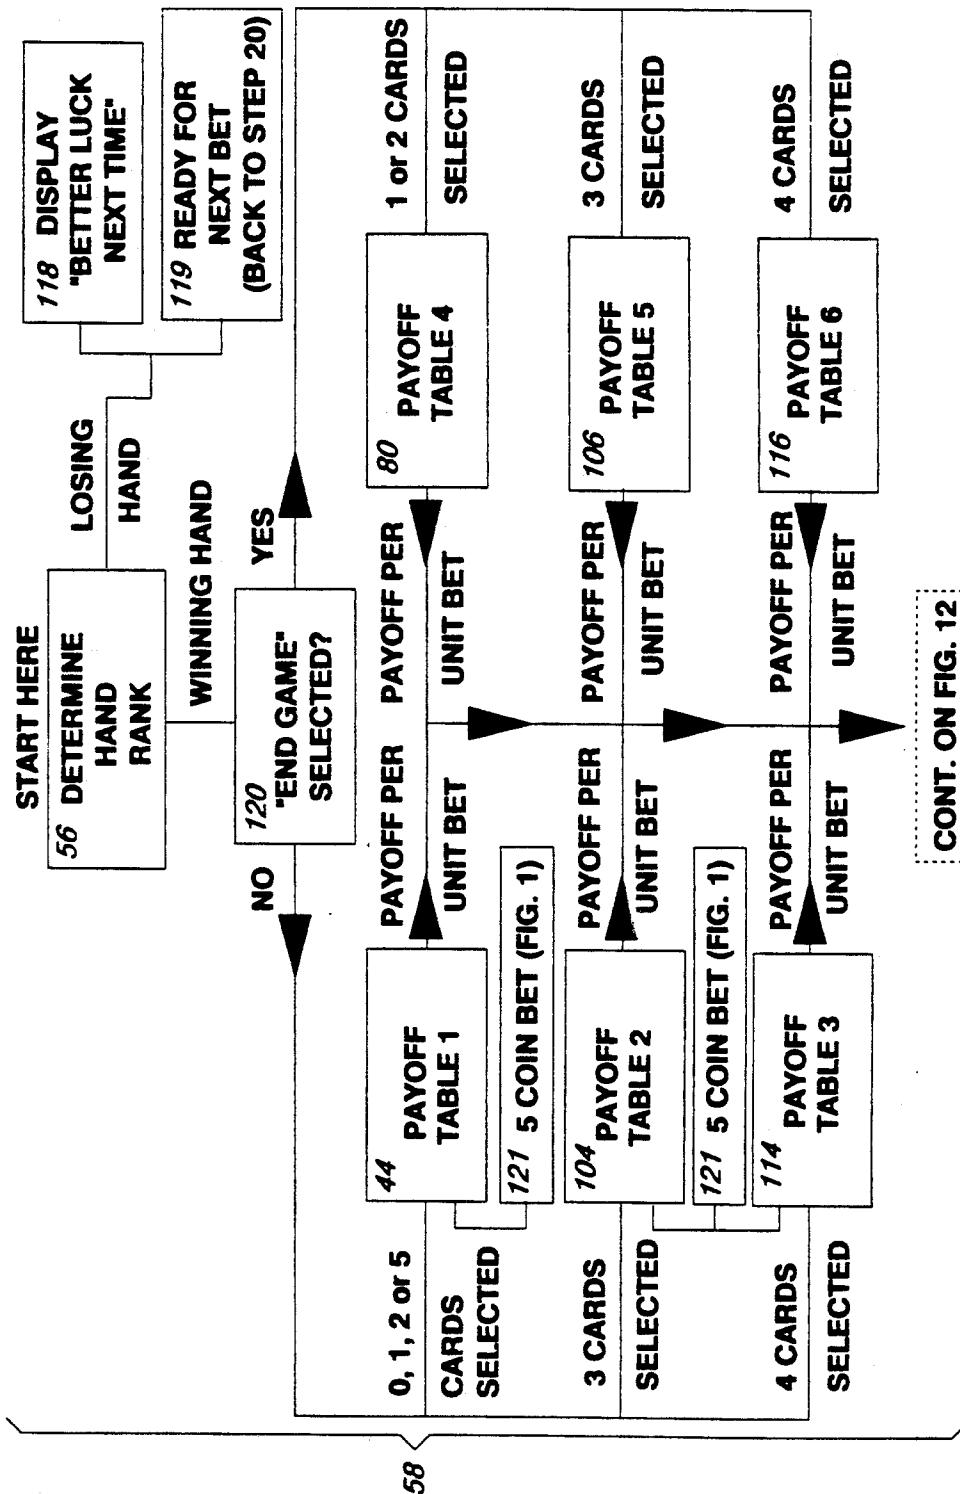 START HERE
56 DETERMINE
HAND
RANK
LOSING
HAND
118 DISPLAY
"BETTER LUCK
NEXT TIME"
119 READY FOR
NEXT BET
(BACK TO STEP 20)
WINNING HAND
120 "END GAME"
SELECTED?
NO
YES
0, 1, 2 or 5
CARDS
SELECTED
44 PAYOFF
TABLE 1
PAYOFF PER
UNIT BET
PAYOFF PER
UNIT BET
80 PAYOFF
TABLE 4
1 or 2 CARDS
SELECTED
121 5 COIN BET (FIG. 1)
3 CARDS
SELECTED
104 PAYOFF
TABLE 2
PAYOFF PER
UNIT BET
PAYOFF PER
UNIT BET
106 PAYOFF
TABLE 5
3 CARDS
SELECTED
121 5 COIN BET (FIG. 1)
4 CARDS
SELECTED
114 PAYOFF
TABLE 3
PAYOFF PER
UNIT BET
PAYOFF PER
UNIT BET
116 PAYOFF
TABLE 6
4 CARDS
SELECTED
CONT. ON FIG. 12
58